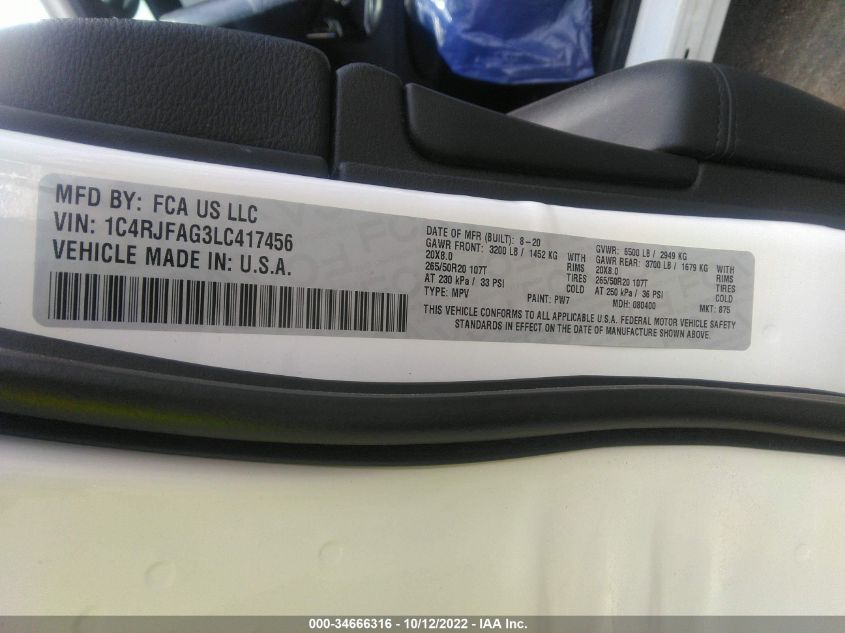 MFD BY: FCA US LLC
VIN: 1C4RJFAG3LC417456
VEHICLE MADE IN: U.S.A.
DATE OF MFR (BUILT): 8-20
GAWR FRONT: 3200 LB / 1452 KG WITH
20X8.0 RIMS
265/50R20 107T TIRES
AT 230 kPa / 33 PSI COLD
TYPE: MPV PAINT: PW7
GVWR: 6500 LB / 2949 KG
GAWR REAR: 3700 LB / 1679 KG WITH
20X8.0 RIMS
265/50R20 107T TIRES
AT 250 kPa / 36 PSI COLD
MDH: 080400 MKT: 875
THIS VEHICLE CONFORMS TO ALL APPLICABLE U.S.A. FEDERAL MOTOR VEHICLE SAFETY
STANDARDS IN EFFECT ON THE DATE OF MANUFACTURE SHOWN ABOVE.
000-34666316 - 10/12/2022 - IAA Inc.